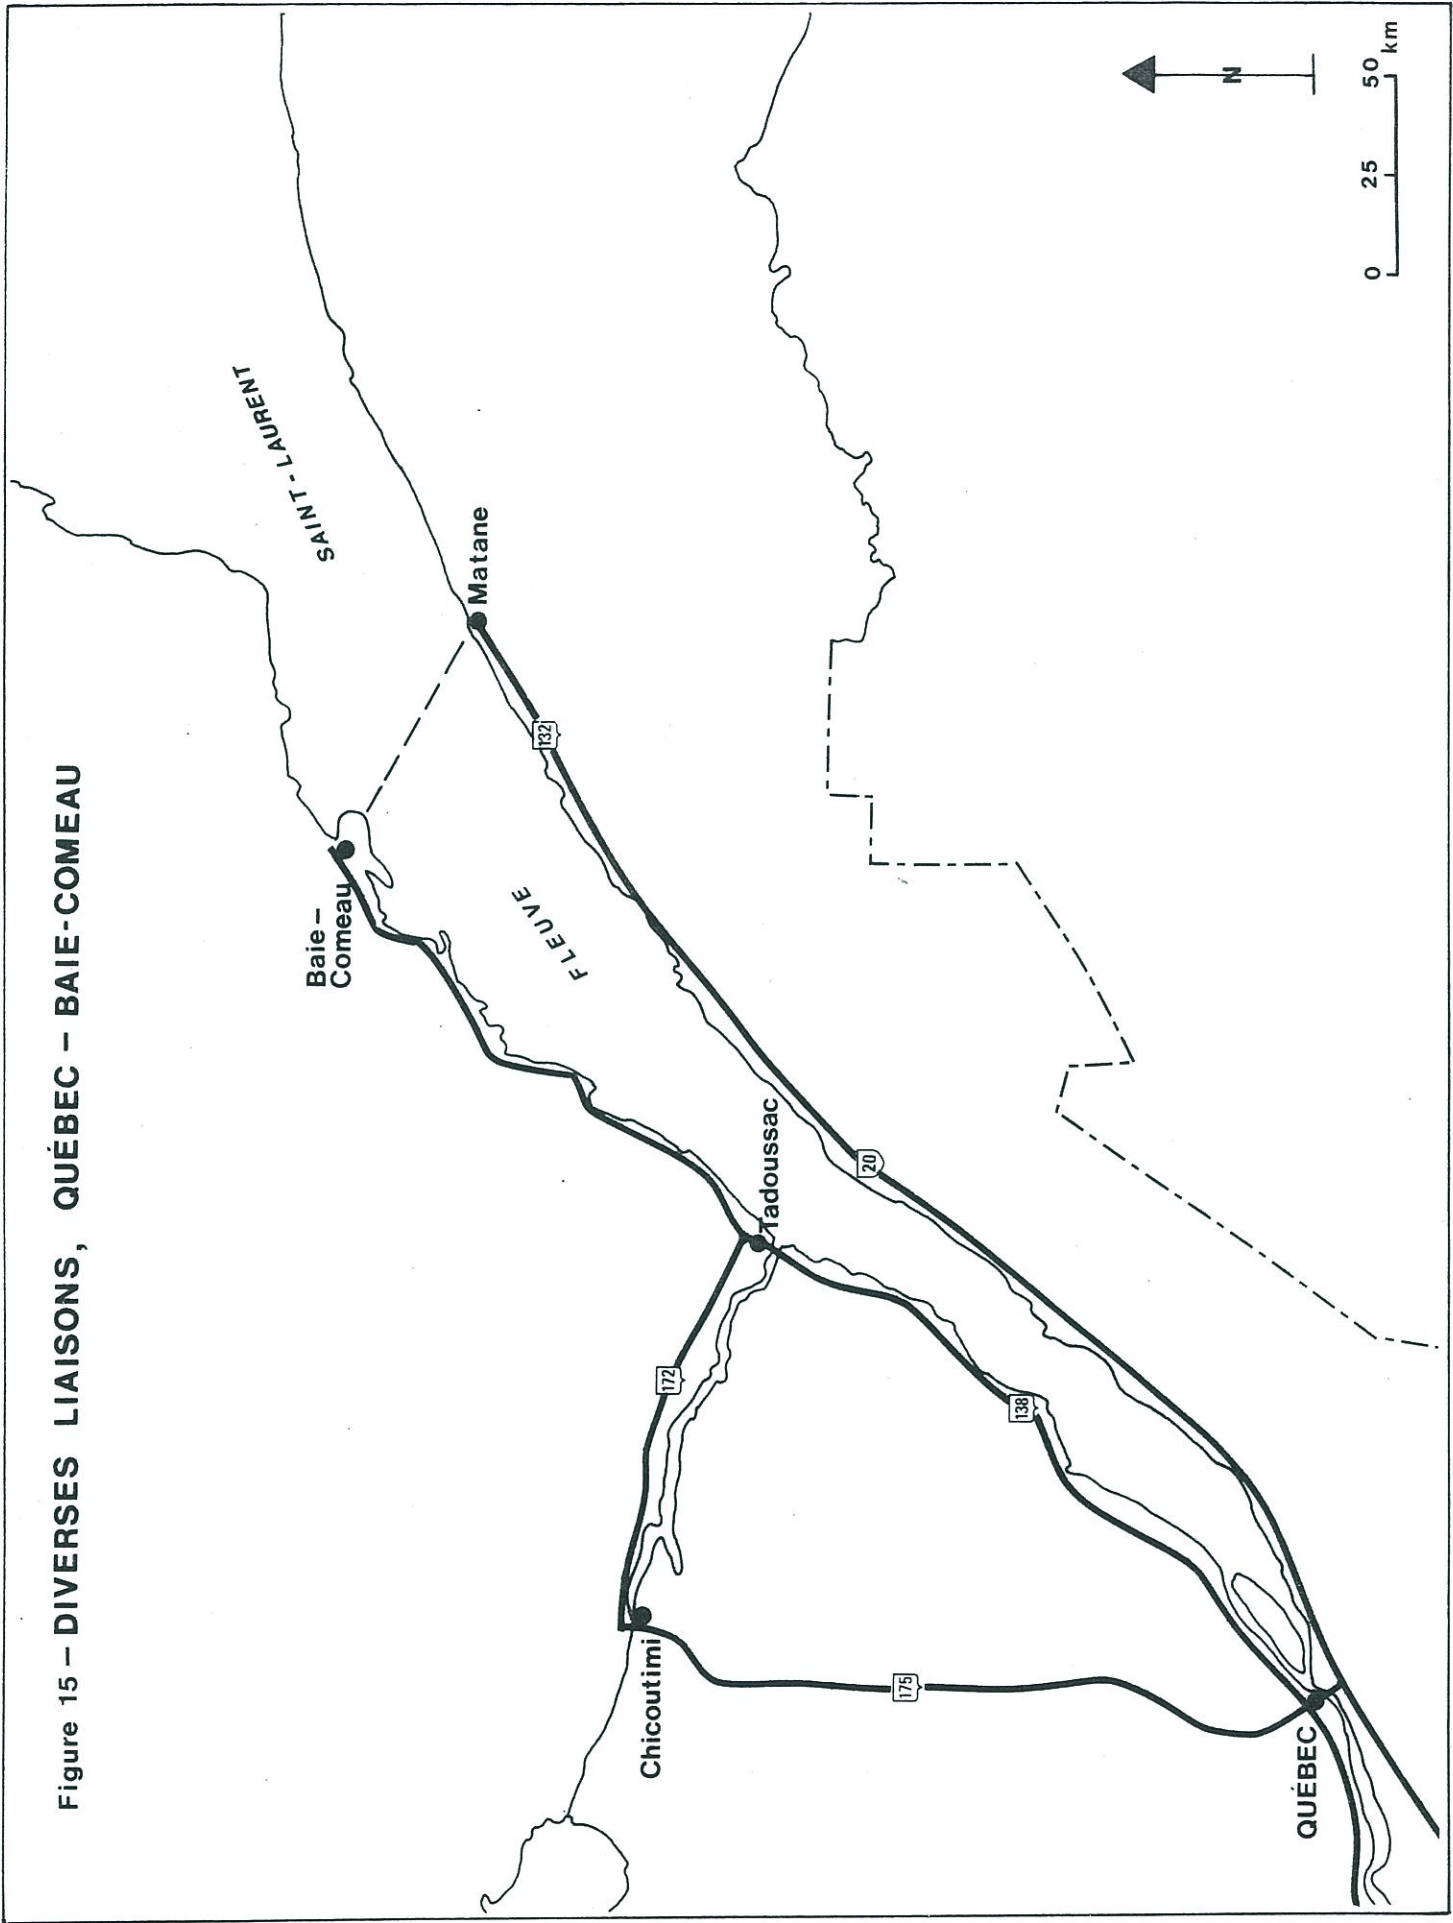 Figure 15 — DIVERSES LIAISONS, QUÉBEC — BAIE-COMEAU
SAINT-LAURENT
FLEUVE
Baie-
Comeau
Matane
132
Tadoussac
20
172
138
Chicoutimi
175
QUÉBEC
N
0 25 50 km